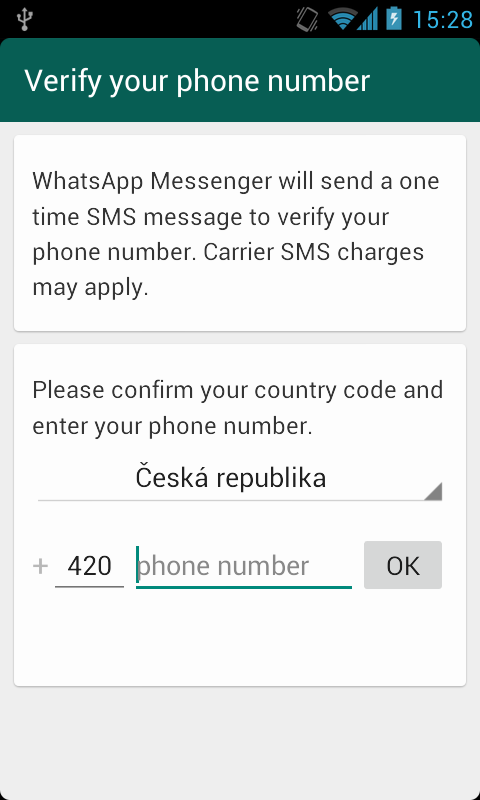 15:28
Verify your phone number
WhatsApp Messenger will send a one
time SMS message to verify your
phone number. Carrier SMS charges
may apply.
Please confirm your country code and
enter your phone number.
Česká republika
+ 420 phone number OK